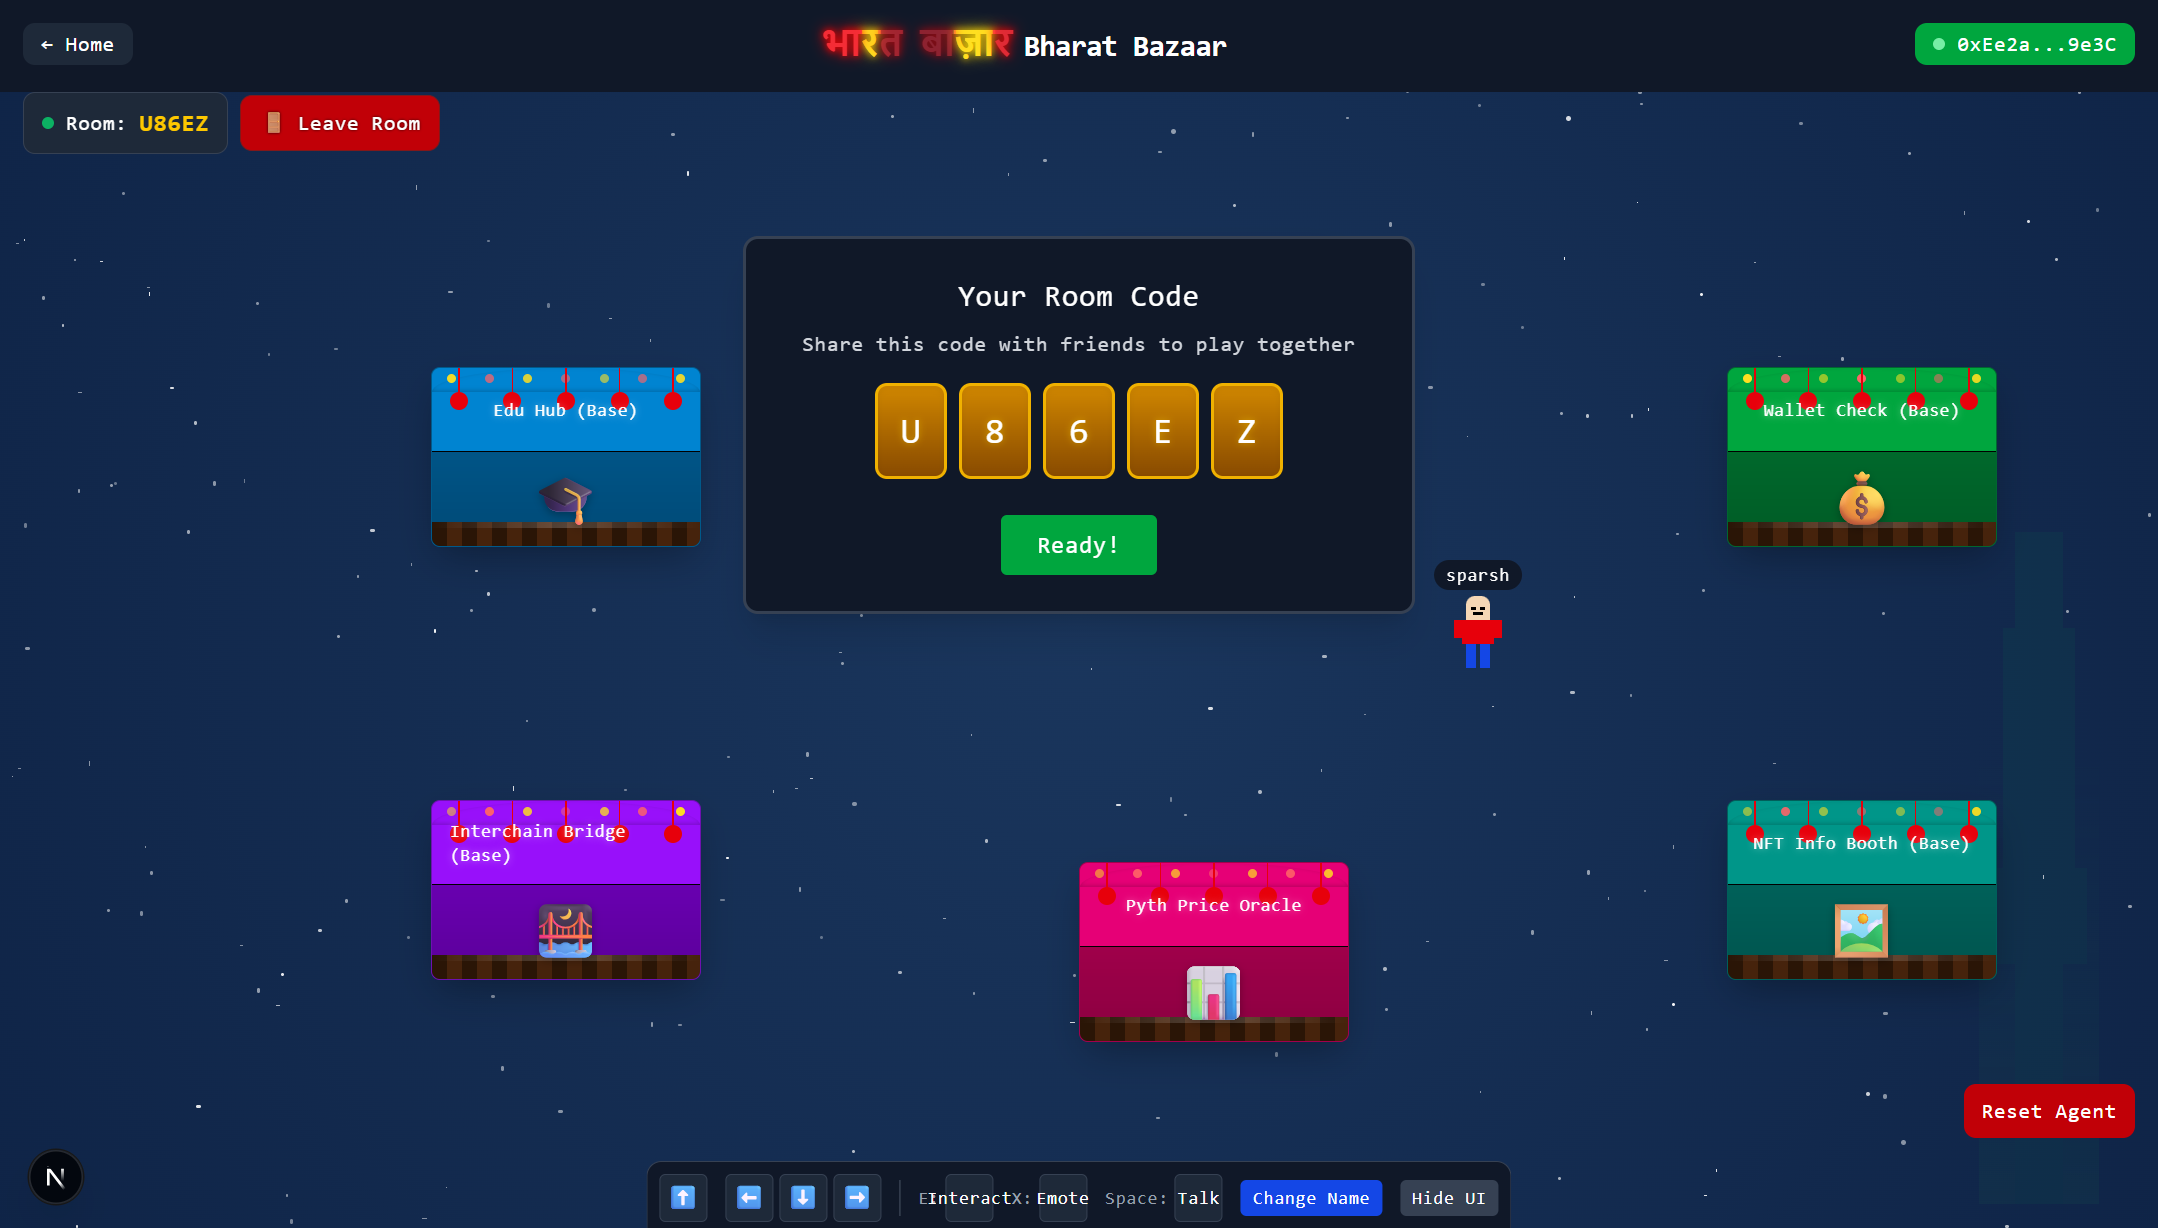 ← Home
भारत बाज़ार Bharat Bazaar
0xEe2a...9e3C
Room: U86EZ
Leave Room
Your Room Code
Share this code with friends to play together
U 8 6 E Z
Ready!
Edu Hub (Base)
Wallet Check (Base)
sparsh
Interchain Bridge
(Base)
Pyth Price Oracle
NFT Info Booth (Base)
Reset Agent
N
Interact X: Emote Space: Talk Change Name Hide UI